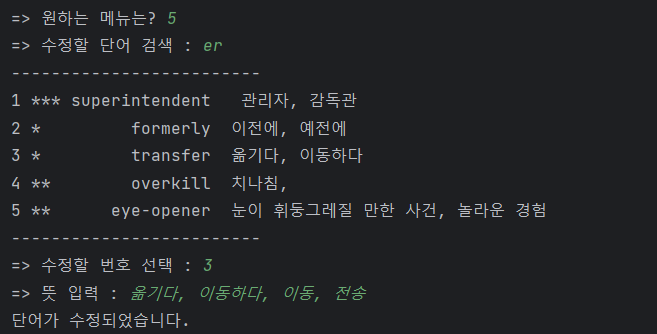 => 원하는 메뉴는? 5
=> 수정할 단어 검색 : er
-------------------------
1 *** superintendent   관리자, 감독관
2 *         formerly  이전에, 예전에
3 *         transfer  옮기다, 이동하다
4 **        overkill  치나침,
5 **      eye-opener  눈이 휘둥그레질 만한 사건, 놀라운 경험
-------------------------
=> 수정할 번호 선택 : 3
=> 뜻 입력 : 옮기다, 이동하다, 이동, 전송
단어가 수정되었습니다.